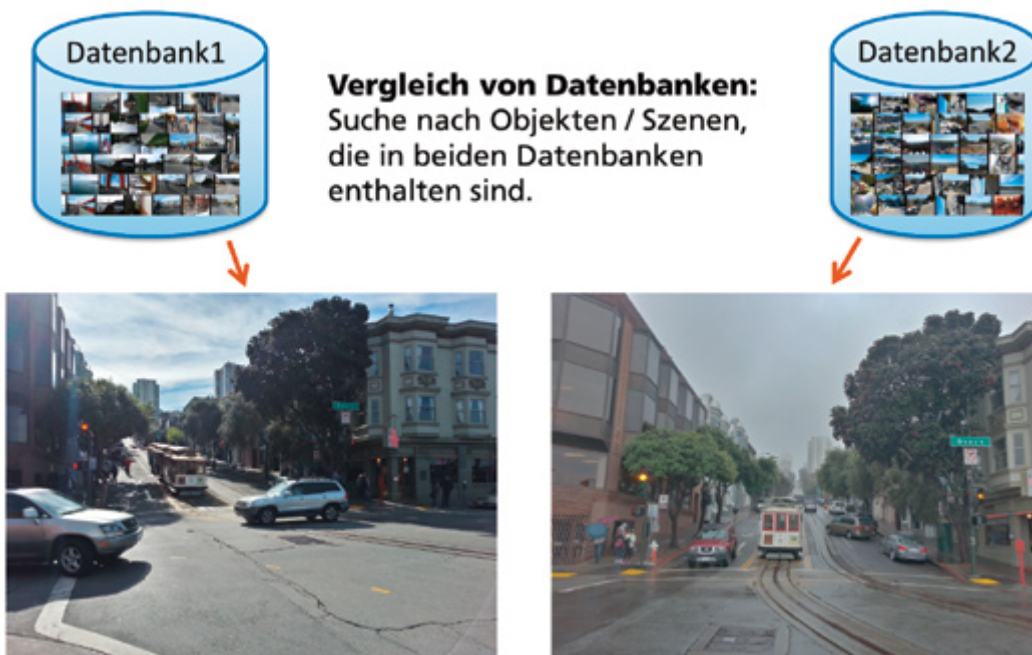 Datenbank1
Datenbank2
Vergleich von Datenbanken:
Suche nach Objekten / Szenen,
die in beiden Datenbanken
enthalten sind.